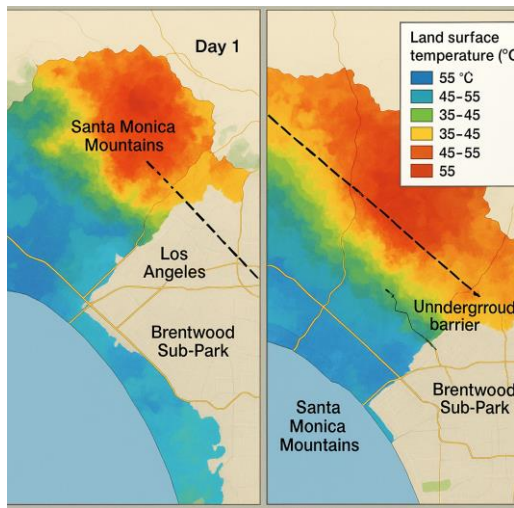 Day 1
Santa Monica
Mountains
Los
Angeles
Brentwood
Sub-Park
Land surface
temperature (°C
55 °C
45–55
35–45
35–45
45–55
55
Unndergrroud
barrier
Brentwood
Sub-Park
Santa
Monica
Mountains